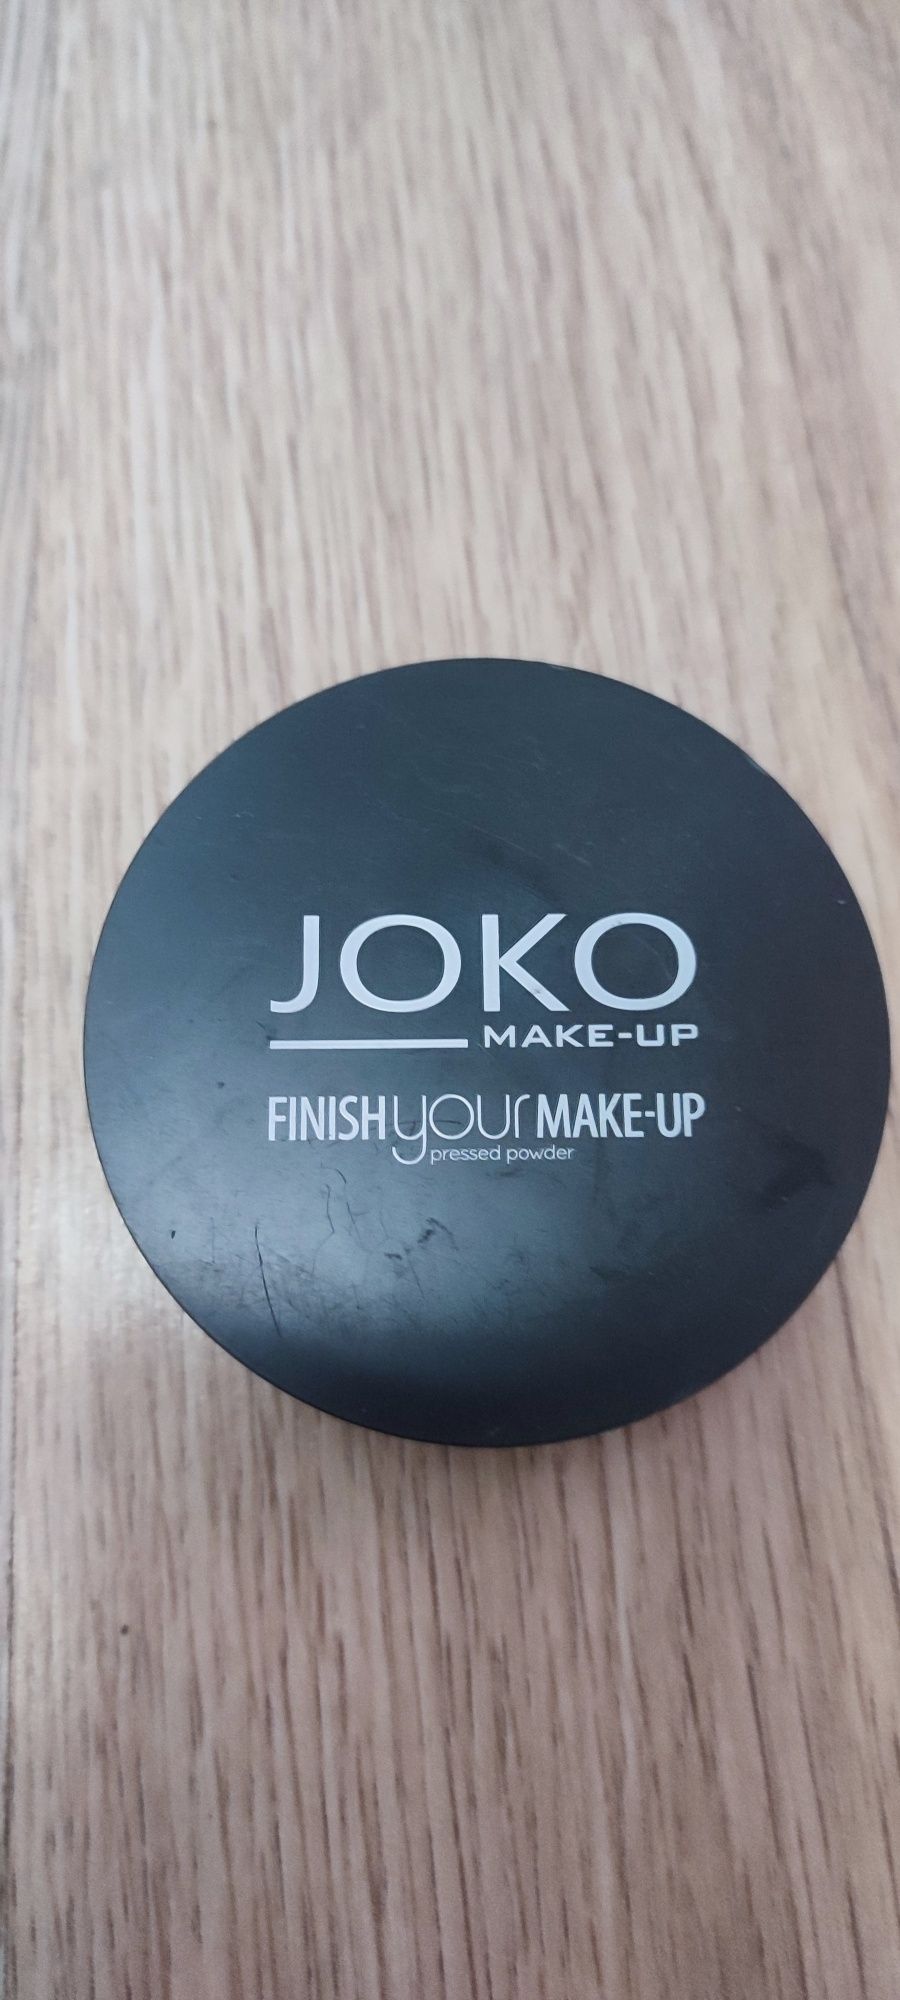 JOKO
MAKE-UP
FINISH your MAKE-UP
pressed powder